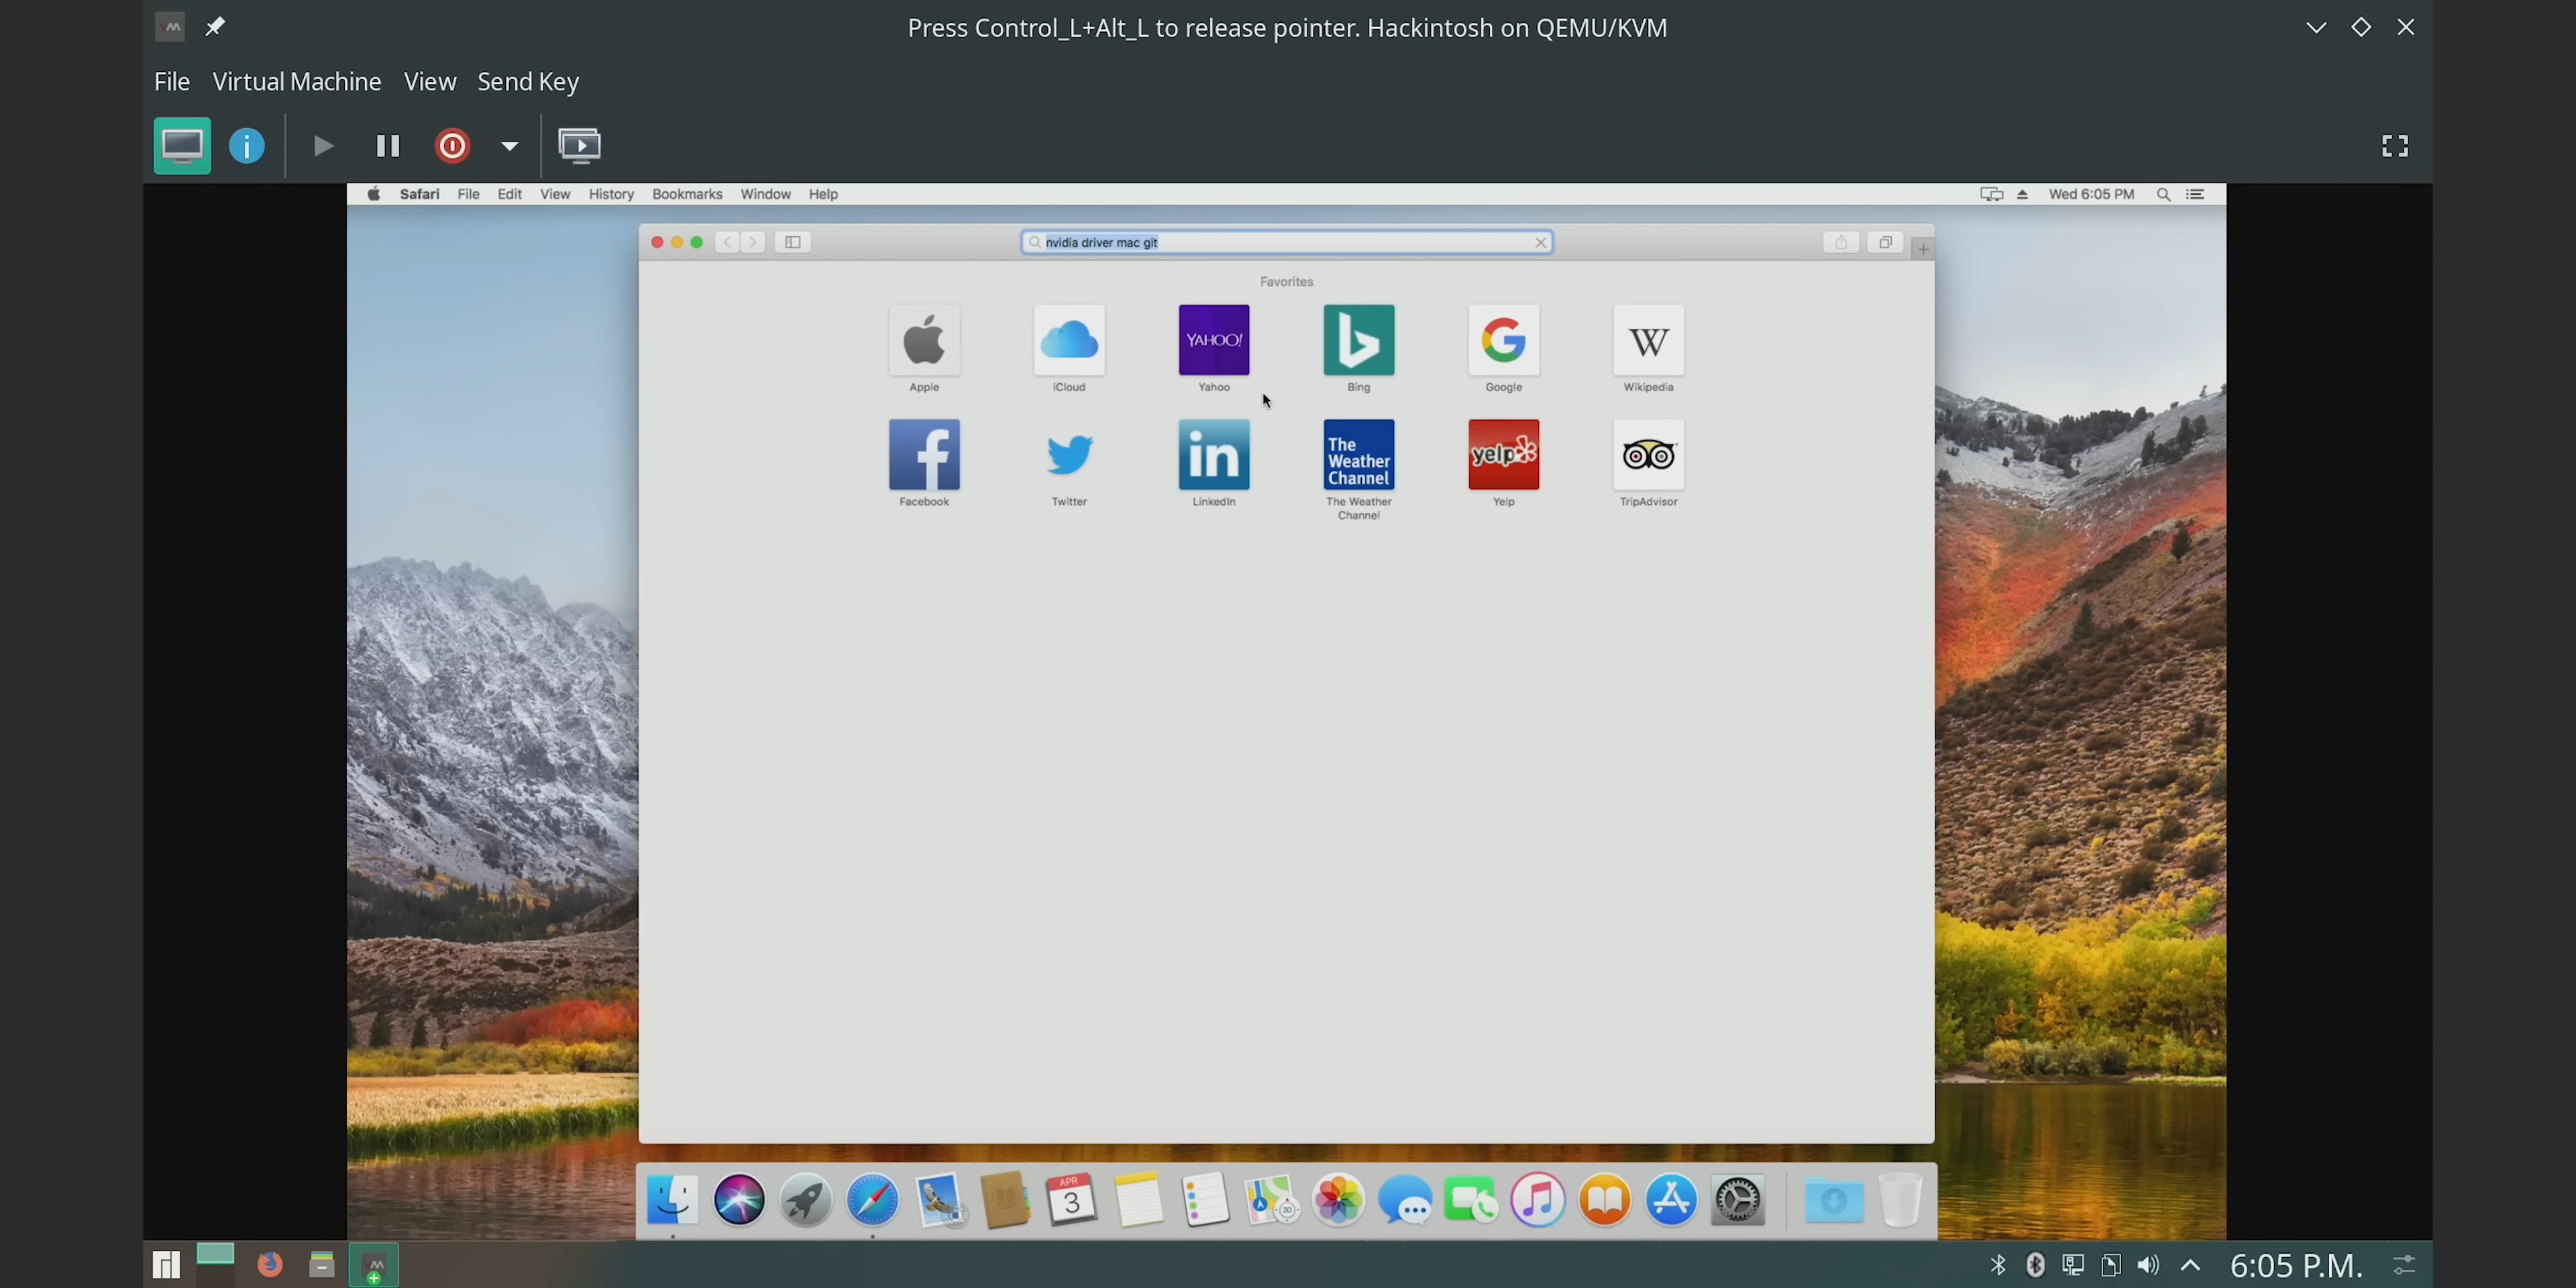 Press Control_L+Alt_L to release pointer. Hackintosh on QEMU/KVM
File Virtual Machine View Send Key
Safari File Edit View History Bookmarks Window Help Wed 6:05 PM
nvidia driver mac git
Favorites
YAHOO!
W
Apple iCloud Yahoo Bing Google Wikipedia
in
The
Weather
Channel
yelp
Facebook Twitter LinkedIn The Weather Channel Yelp TripAdvisor
APR
3
3D
6:05 P.M.